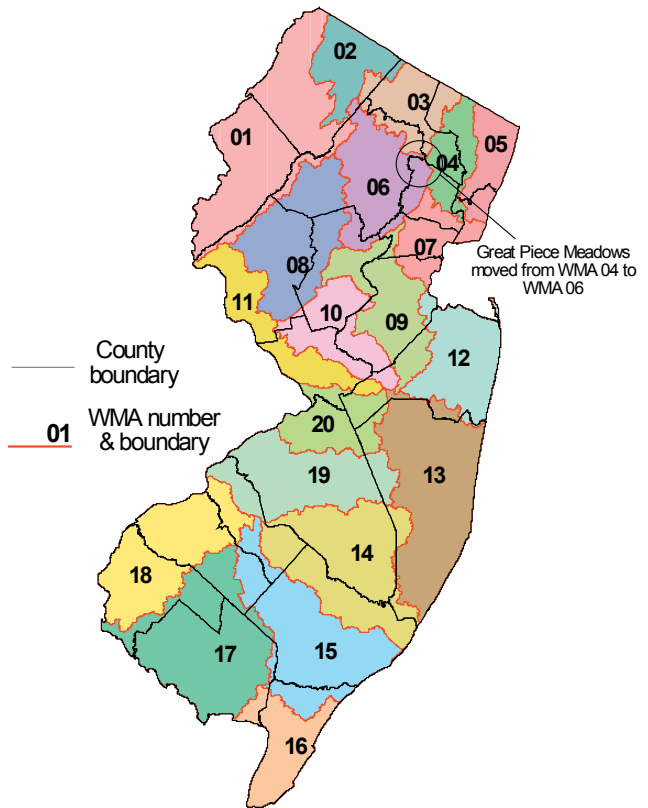 02
03
01
05
04
06
Great Piece Meadows
moved from WMA 04 to
WMA 06
07
08
11
10
09
12
County
boundary
01 WMA number
& boundary
20
19
13
14
18
17
15
16